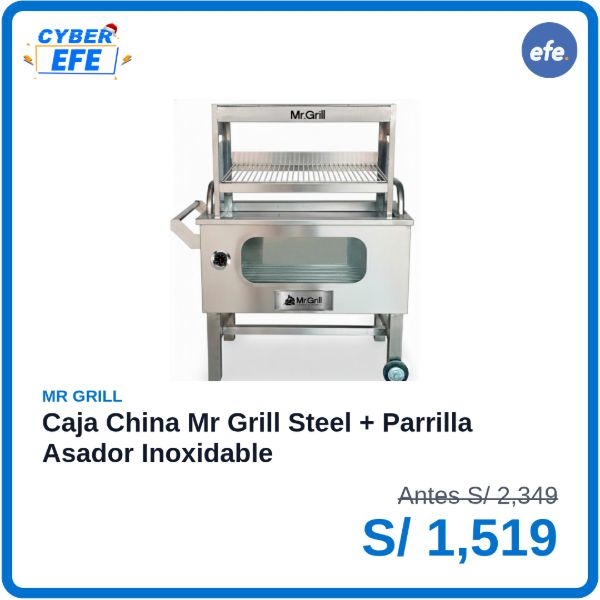 CYBER
EFE
efe.
Mr.Grill
Mr.Grill
MR GRILL
Caja China Mr Grill Steel + Parrilla
Asador Inoxidable
Antes S/ 2,349
S/ 1,519